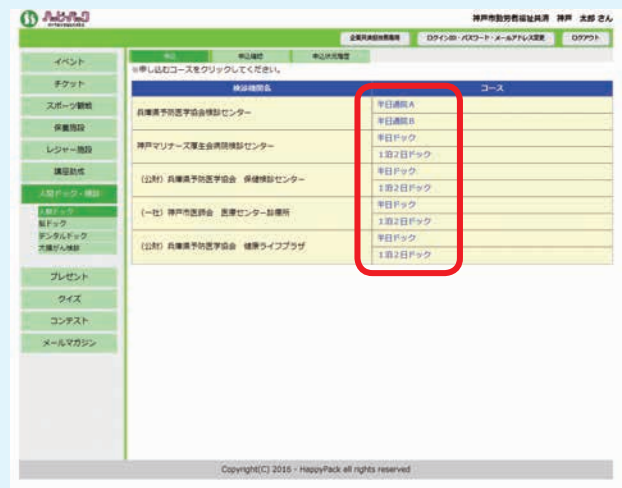 ハッピーパック
神戸市勤労者福祉共済 神戸 太郎 さん
企業共済担当者専用 ログインID・パスワード・メールアドレス変更 ログアウト
イベント
チケット
スポーツ観戦
保養施設
レジャー施設
講座助成
人間ドック・検診
人間ドック
脳ドック
デンタルドック
大腸がん検診
プレゼント
クイズ
コンテスト
メールマガジン
申込 申込確認 申込状況履歴
※申し込むコースをクリックしてください。
検診機関名 コース
兵庫県予防医学協会検診センター
半日通院A
半日通院B
神戸マリナーズ厚生会病院検診センター
半日ドック
1泊2日ドック
(公財) 兵庫県予防医学協会 保健検診センター
半日ドック
1泊2日ドック
(一社) 神戸市医師会 医療センター診療所
半日ドック
1泊2日ドック
(公財) 兵庫県予防医学協会 健康ライフプラザ
半日ドック
1泊2日ドック
Copyright(C) 2016 - HappyPack all rights reserved